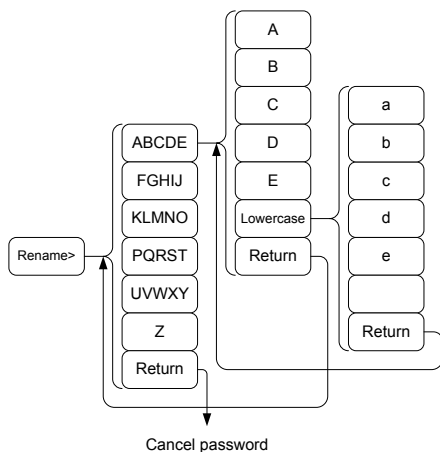 Rename>
ABCDE
FGHIJ
KLMNO
PQRST
UVWXY
Z
Return
A
B
C
D
E
Lowercase
Return
a
b
c
d
e
Return
Cancel password